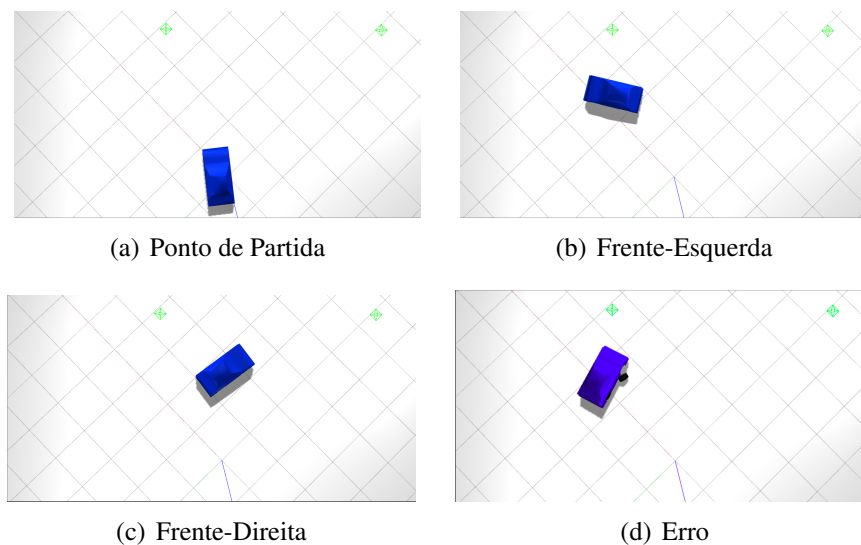 (a) Ponto de Partida
(b) Frente-Esquerda
(c) Frente-Direita
(d) Erro